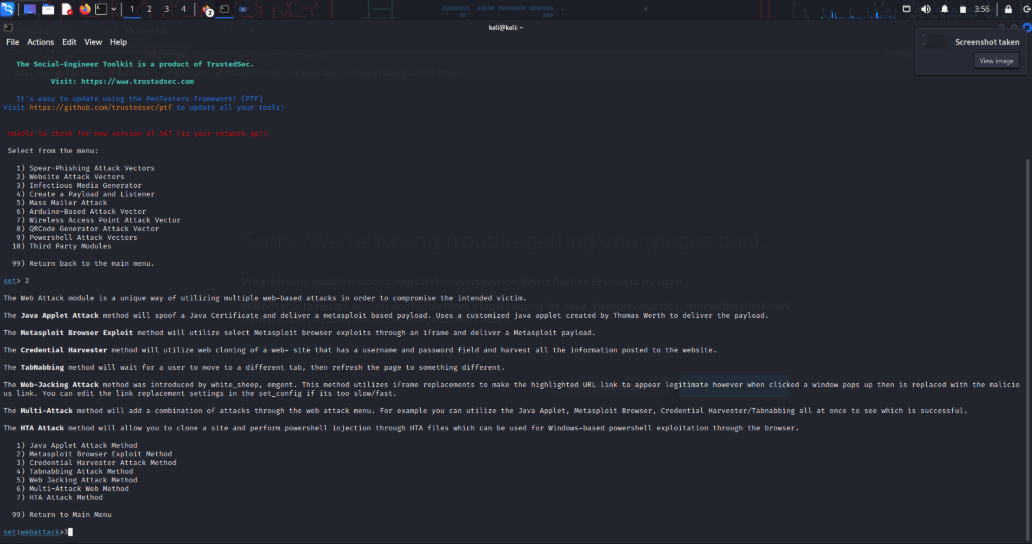 1 2 3 4
2
3:56
kali@kali: ~
File Actions Edit View Help
Screenshot taken
View image
The Social-Engineer Toolkit is a product of TrustedSec.
Visit: https://www.trustedsec.com
It's easy to update using the PenTesters Framework! (PTF)
Visit https://github.com/trustedsec/ptf to update all your tools!
Unable to check for new version of SET (is your network up?)
Select from the menu:
1) Spear-Phishing Attack Vectors
2) Website Attack Vectors
3) Infectious Media Generator
4) Create a Payload and Listener
5) Mass Mailer Attack
6) Arduino-Based Attack Vector
7) Wireless Access Point Attack Vector
8) QRCode Generator Attack Vector
9) Powershell Attack Vectors
10) Third Party Modules
99) Return back to the main menu.
set> 2
The Web Attack module is a unique way of utilizing multiple web-based attacks in order to compromise the intended victim.
The Java Applet Attack method will spoof a Java Certificate and deliver a metasploit based payload. Uses a customized java applet created by Thomas Werth to deliver the payload.
The Metasploit Browser Exploit method will utilize select Metasploit browser exploits through an iframe and deliver a Metasploit payload.
The Credential Harvester method will utilize web cloning of a web- site that has a username and password field and harvest all the information posted to the website.
The TabNabbing method will wait for a user to move to a different tab, then refresh the page to something different.
The Web-Jacking Attack method was introduced by white_sheep, emgent. This method utilizes iframe replacements to make the highlighted URL link to appear legitimate however when clicked a window pops up then is replaced with the malicio
us link. You can edit the link replacement settings in the set_config if its too slow/fast.
The Multi-Attack method will add a combination of attacks through the web attack menu. For example you can utilize the Java Applet, Metasploit Browser, Credential Harvester/Tabnabbing all at once to see which is successful.
The HTA Attack method will allow you to clone a site and perform powershell injection through HTA files which can be used for Windows-based powershell exploitation through the browser.
1) Java Applet Attack Method
2) Metasploit Browser Exploit Method
3) Credential Harvester Attack Method
4) Tabnabbing Attack Method
5) Web Jacking Attack Method
6) Multi-Attack Web Method
7) HTA Attack Method
99) Return to Main Menu
set:webattack>3